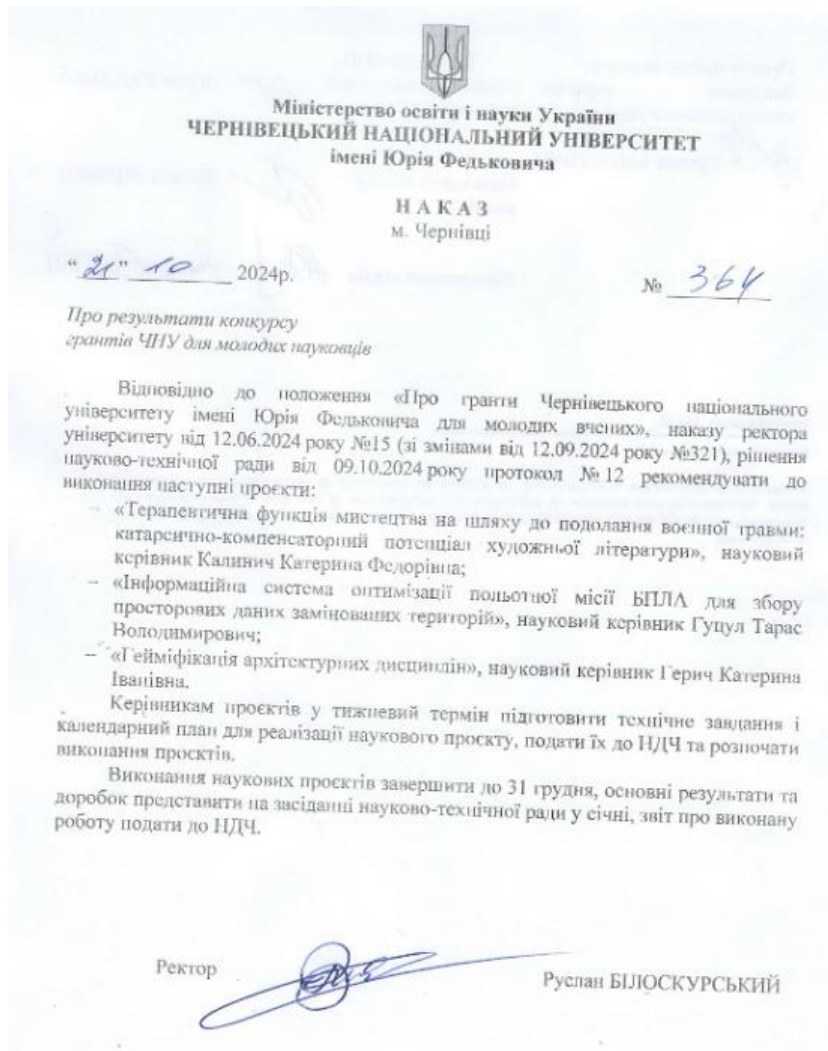 Міністерство освіти і науки України
ЧЕРНІВЕЦЬКИЙ НАЦІОНАЛЬНИЙ УНІВЕРСИТЕТ
імені Юрія Федьковича
Н А К А З
м. Чернівці
“21” 10 2024р.
№ 364
Про результати конкурсу
грантів ЧНУ для молодих науковців
Відповідно до положення «Про гранти Чернівецького національного
університету імені Юрія Федьковича для молодих вчених», наказу ректора
університету від 12.06.2024 року №15 (зі змінами від 12.09.2024 року №321), рішення
науково-технічної ради від 09.10.2024 року протокол № 12 рекомендувати до
виконання наступні проєкти:
– «Терапевтична функція мистецтва на шляху до подолання воєнної травми:
катарсично-компенсаторний потенціал художньої літератури», науковий
керівник Калинич Катерина Федорівна;
– «Інформаційна система оптимізації польотної місії БПЛА для збору
просторових даних замінованих територій», науковий керівник Гуцул Тарас
Володимирович;
– «Гейміфікація архітектурних дисциплін», науковий керівник Герич Катерина
Іванівна.
Керівникам проєктів у тижневий термін підготовити технічне завдання і
календарний план для реалізації наукового проєкту, подати їх до НДЧ та розпочати
виконання проєктів.
Виконання наукових проєктів завершити до 31 грудня, основні результати та
доробок представити на засіданні науково-технічної ради у січні, звіт про виконану
роботу подати до НДЧ.
Ректор
Руслан БІЛОСКУРСЬКИЙ